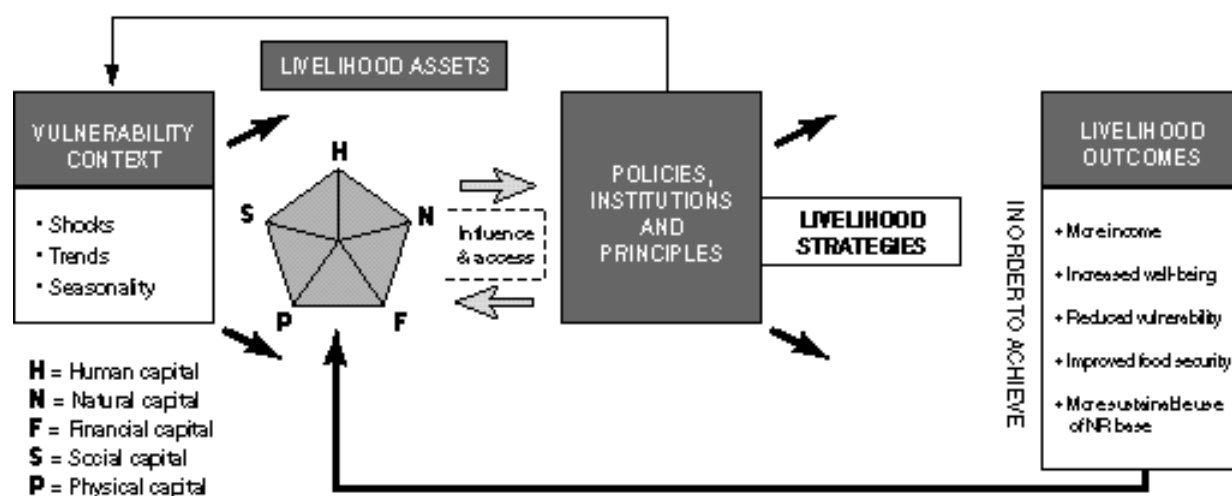 LIVELIHOOD ASSETS
VULNERABILITY
CONTEXT
• Shocks
• Trends
• Seasonality
H
S
N
P
F
Influence
& access
POLICIES,
INSTITUTIONS
AND
PRINCIPLES
LIVELIHOOD
STRATEGIES
IN ORDER TO ACHIEVE
LIVELIHOOD
OUTCOMES
+ More income
+ Increased well-being
+ Reduced vulnerability
+ Improved food security
+ More sustainable use
of NR base
H = Human capital
N = Natural capital
F = Financial capital
S = Social capital
P = Physical capital